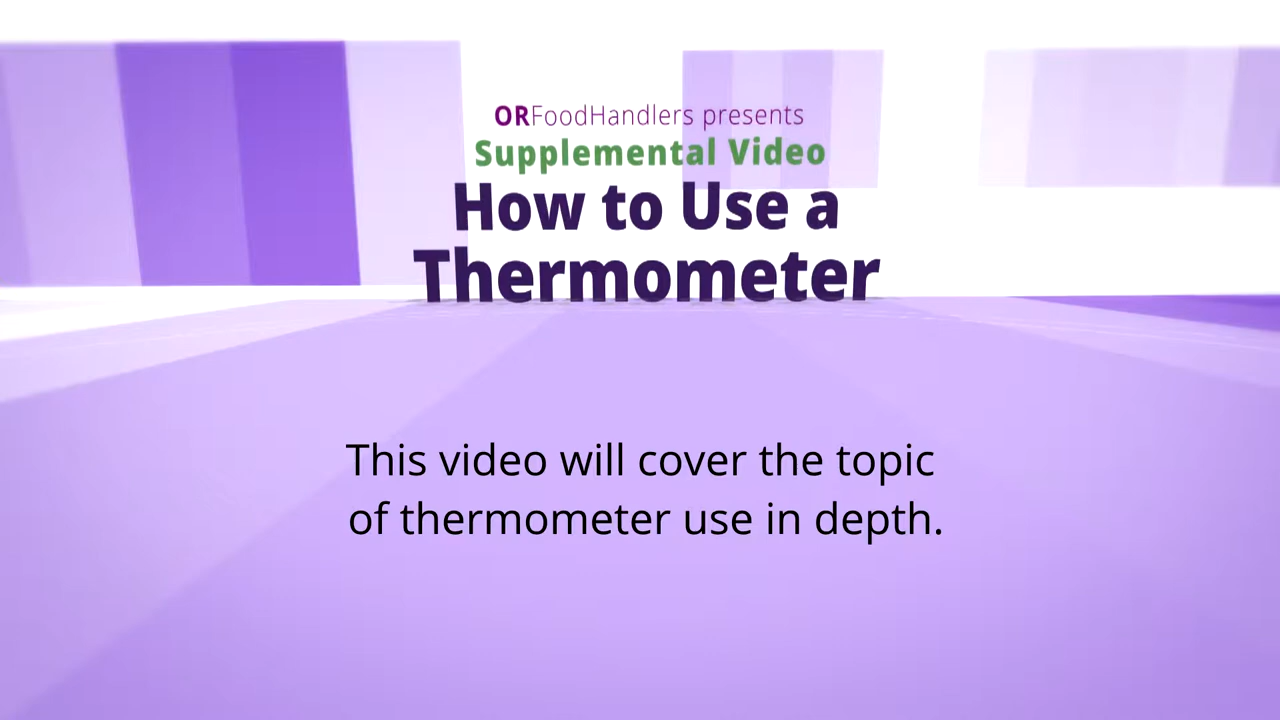 ORFoodHandlers presents
Supplemental Video
How to Use a
Thermometer
This video will cover the topic
of thermometer use in depth.